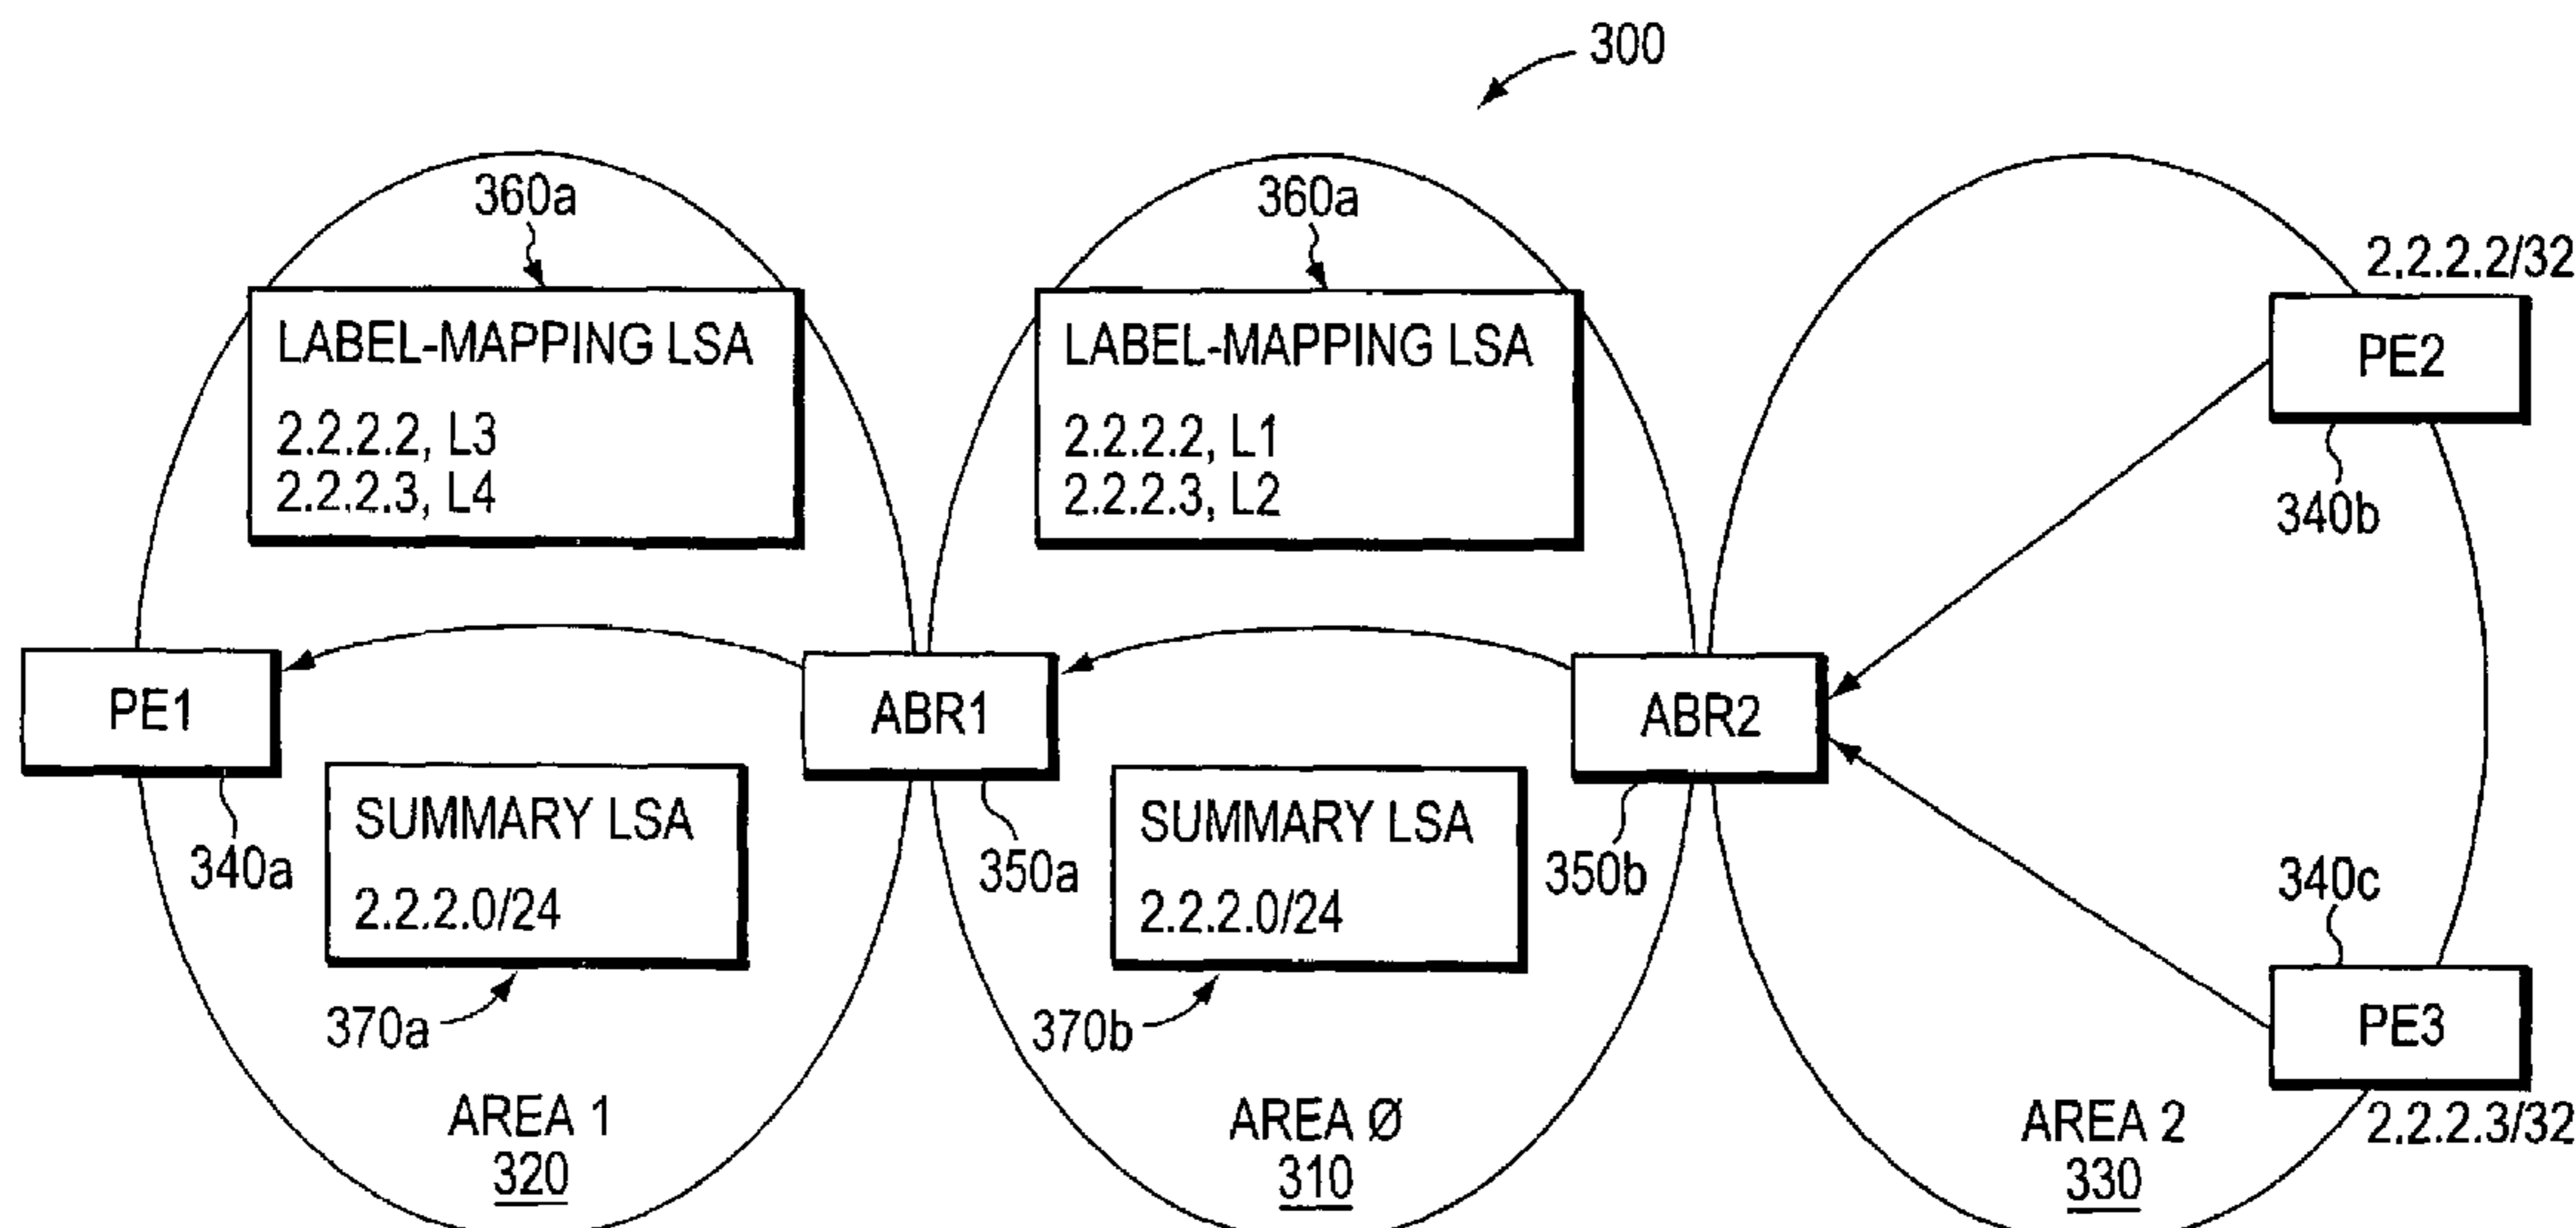 300
360a
LABEL-MAPPING LSA
2.2.2.2, L3
2.2.2.3, L4
360a
LABEL-MAPPING LSA
2.2.2.2, L1
2.2.2.3, L2
2.2.2.2/32
PE2
340b
PE1
340a
ABR1
350a
ABR2
350b
SUMMARY LSA
2.2.2.0/24
370a
SUMMARY LSA
2.2.2.0/24
370b
340c
PE3
2.2.2.3/32
AREA 1
320
AREA Ø
310
AREA 2
330